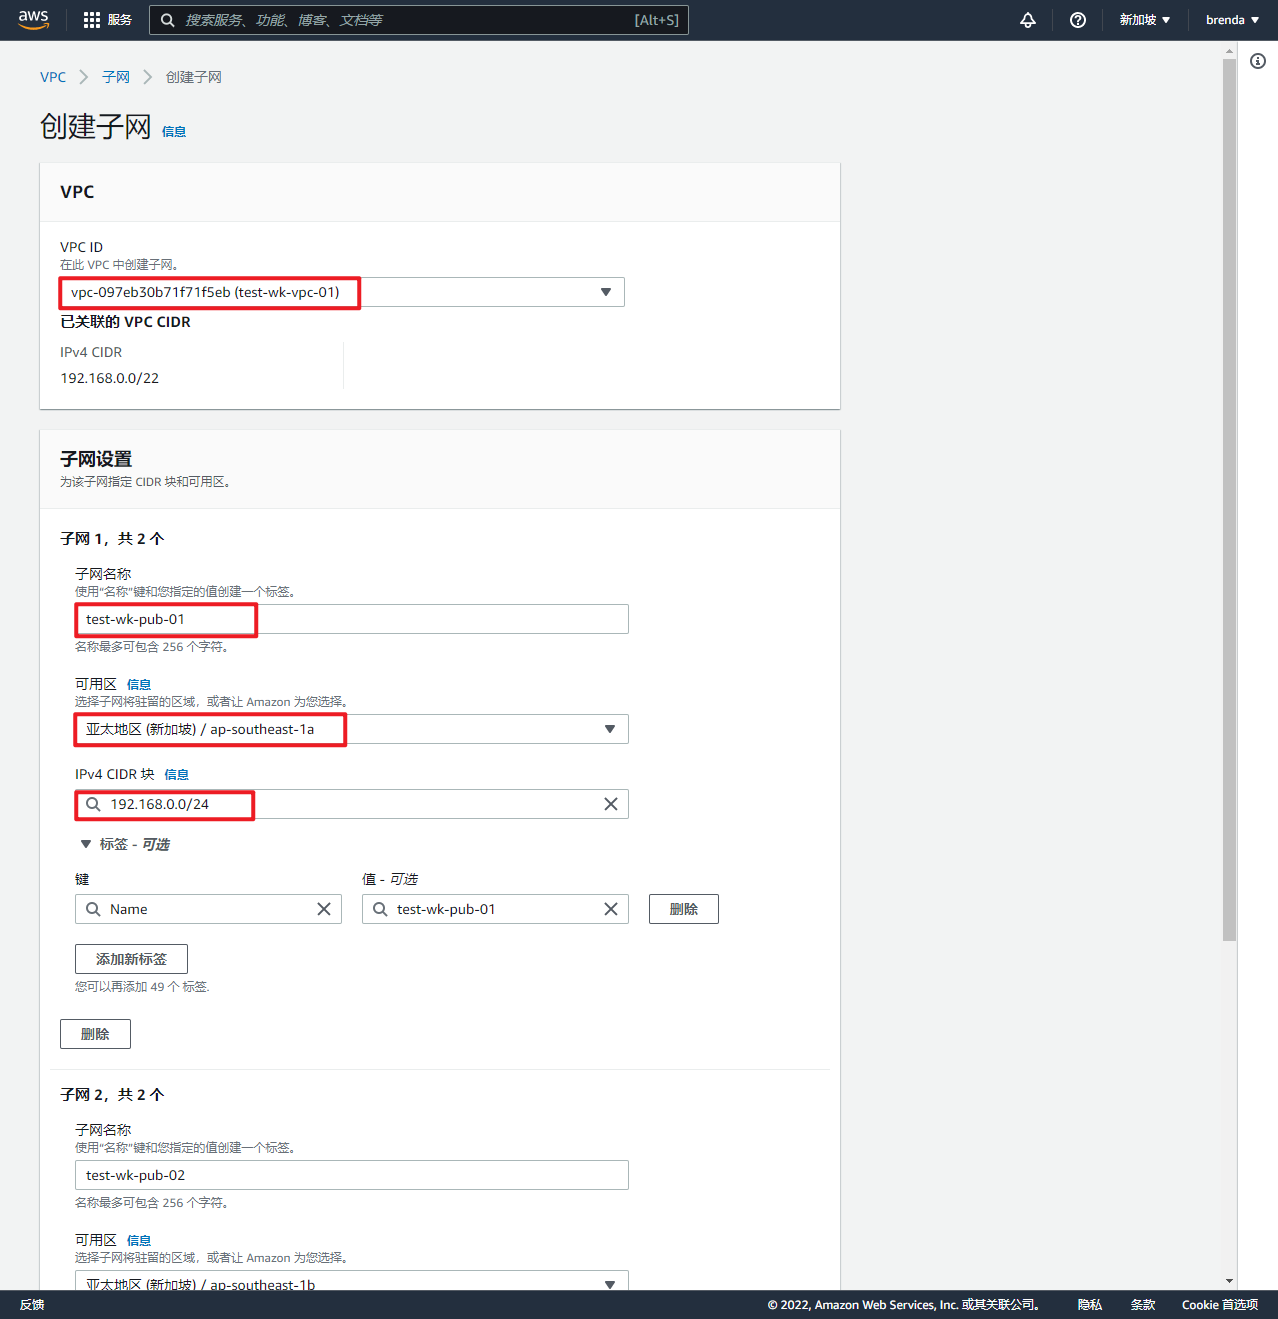 aws 服务 搜索服务、功能、博客、文档等 [Alt+S] 新加坡 brenda
VPC 子网 创建子网
创建子网 信息
VPC
VPC ID
在此 VPC 中创建子网。
vpc-097eb30b71f71f5eb (test-wk-vpc-01)
已关联的 VPC CIDR
IPv4 CIDR
192.168.0.0/22
子网设置
为该子网指定 CIDR 块和可用区。
子网 1，共 2 个
子网名称
使用“名称”键和您指定的值创建一个标签。
test-wk-pub-01
名称最多可包含 256 个字符。
可用区 信息
选择子网将驻留的区域，或者让 Amazon 为您选择。
亚太地区 (新加坡) / ap-southeast-1a
IPv4 CIDR 块 信息
192.168.0.0/24
标签 - 可选
键 值 - 可选
Name test-wk-pub-01 删除
添加新标签
您可以再添加 49 个 标签.
删除
子网 2，共 2 个
子网名称
使用“名称”键和您指定的值创建一个标签。
test-wk-pub-02
名称最多可包含 256 个字符。
可用区 信息
选择子网将驻留的区域，或者让 Amazon 为您选择。
亚太地区 (新加坡) / ap-southeast-1b
反馈 © 2022, Amazon Web Services, Inc. 或其关联公司。 隐私 条款 Cookie 首选项